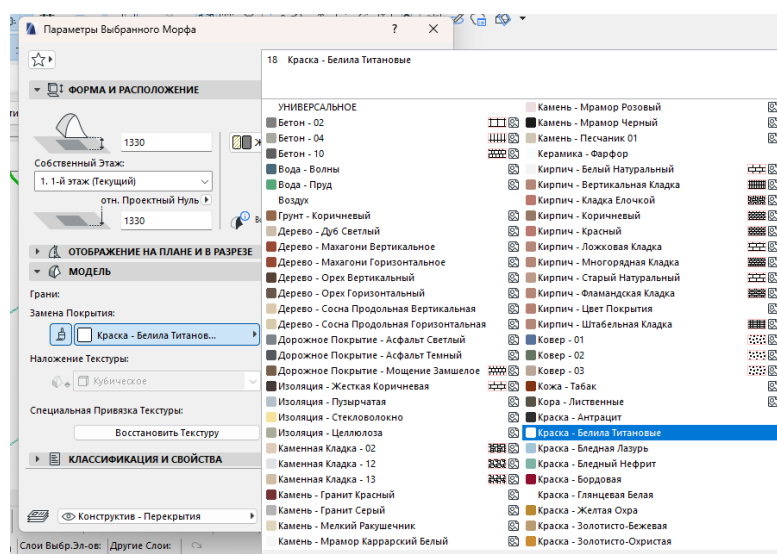 Параметры Выбранного Морфа
?
18 Краска - Белила Титановые
ФОРМА И РАСПОЛОЖЕНИЕ
1330
Собственный Этаж:
1. 1-й этаж (Текущий)
отн. Проектный Нуль
1330
ОТОБРАЖЕНИЕ НА ПЛАНЕ И В РАЗРЕЗЕ
МОДЕЛЬ
Грани:
Замена Покрытия:
Краска - Белила Титанов...
Наложение Текстуры:
Кубическое
Специальная Привязка Текстуры:
Восстановить Текстуру
КЛАССИФИКАЦИЯ И СВОЙСТВА
Конструктив - Перекрытия
Слои Выбр.Эл-ов: Другие Слои:
УНИВЕРСАЛЬНОЕ
Бетон - 02
Бетон - 04
Бетон - 10
Вода - Волны
Вода - Пруд
Воздух
Грунт - Коричневый
Дерево - Дуб Светлый
Дерево - Махагони Вертикальное
Дерево - Махагони Горизонтальное
Дерево - Орех Вертикальный
Дерево - Орех Горизонтальный
Дерево - Сосна Продольная Вертикальная
Дерево - Сосна Продольная Горизонтальная
Дорожное Покрытие - Асфальт Светлый
Дорожное Покрытие - Асфальт Темный
Дорожное Покрытие - Мощение Замшелое
Изоляция - Жесткая Коричневая
Изоляция - Пузырчатая
Изоляция - Стекловолокно
Изоляция - Целлюлоза
Каменная Кладка - 02
Каменная Кладка - 12
Каменная Кладка - 13
Камень - Гранит Красный
Камень - Гранит Серый
Камень - Мелкий Ракушечник
Камень - Мрамор Каррарский Белый
Камень - Мрамор Розовый
Камень - Мрамор Черный
Камень - Песчаник 01
Керамика - Фарфор
Кирпич - Белый Натуральный
Кирпич - Вертикальная Кладка
Кирпич - Кладка Елочкой
Кирпич - Коричневый
Кирпич - Красный
Кирпич - Ложковая Кладка
Кирпич - Многорядная Кладка
Кирпич - Старый Натуральный
Кирпич - Фламандская Кладка
Кирпич - Цвет Покрытия
Кирпич - Штабельная Кладка
Ковер - 01
Ковер - 02
Ковер - 03
Кожа - Табак
Кора - Лиственные
Краска - Антрацит
Краска - Белила Титановые
Краска - Бледная Лазурь
Краска - Бледный Нефрит
Краска - Бордовая
Краска - Глянцевая Белая
Краска - Желтая Охра
Краска - Золотисто-Бежевая
Краска - Золотисто-Охристая